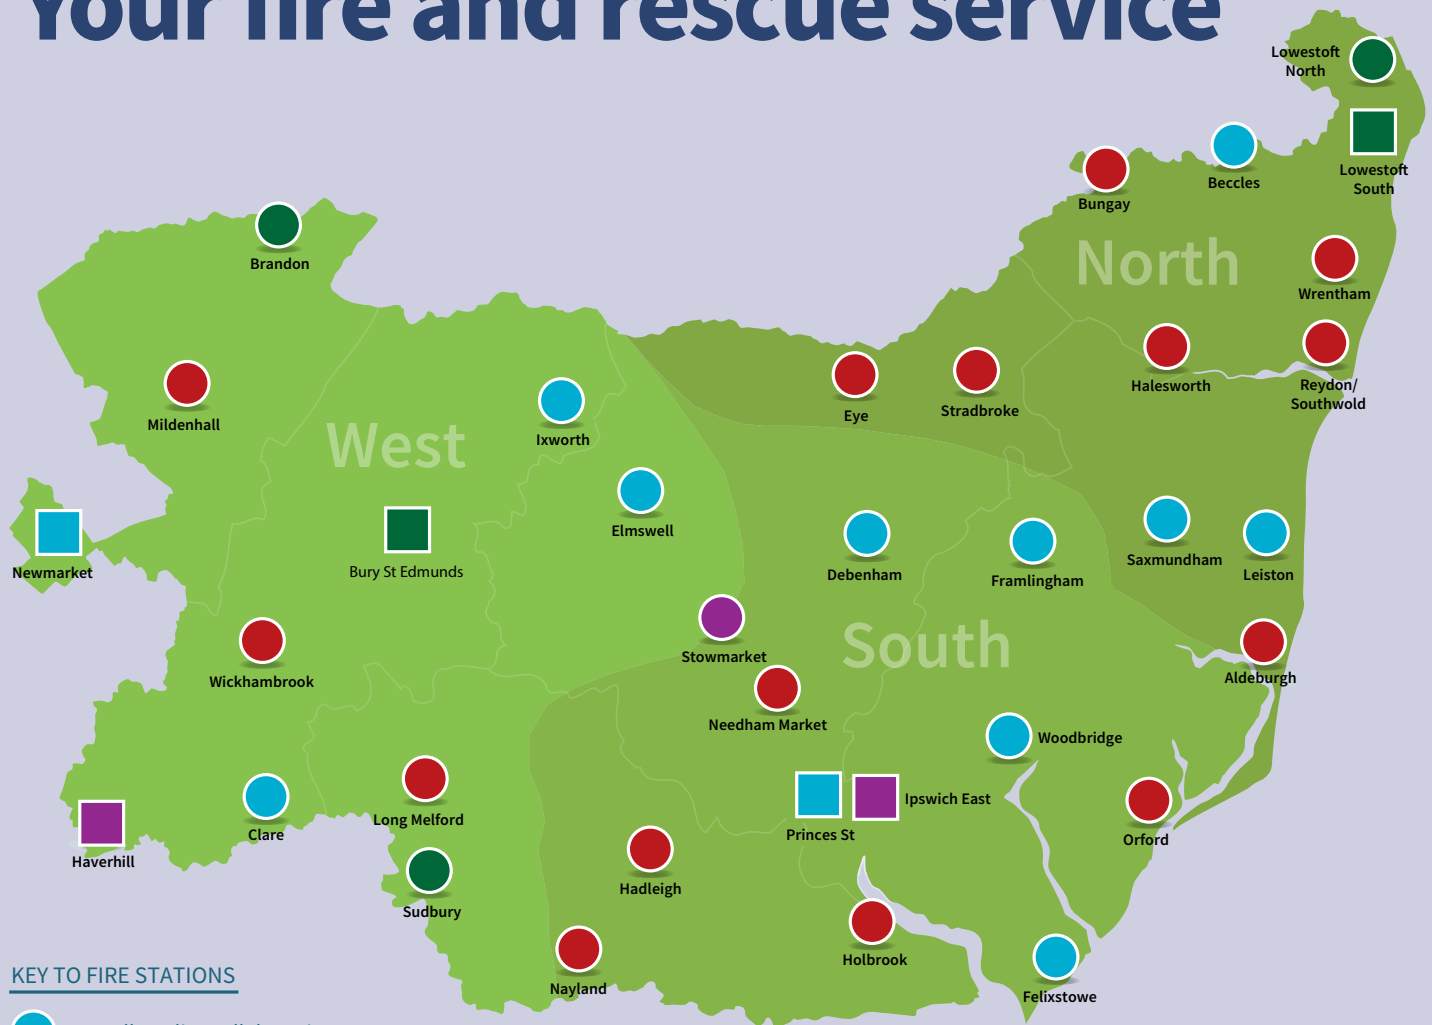 Your fire and rescue service
Lowestoft
North
Lowestoft
South
Beccles
Bungay
North
Wrentham
Brandon
Halesworth
Reydon/
Southwold
Mildenhall
Eye
Stradbroke
West
Ixworth
Elmswell
Newmarket
Bury St Edmunds
Debenham
Framlingham
Saxmundham
Leiston
Stowmarket
South
Wickhambrook
Aldeburgh
Needham Market
Woodbridge
Ipswich East
Princes St
Long Melford
Clare
Haverhill
Orford
Hadleigh
Sudbury
Holbrook
Nayland
Felixstowe
KEY TO FIRE STATIONS